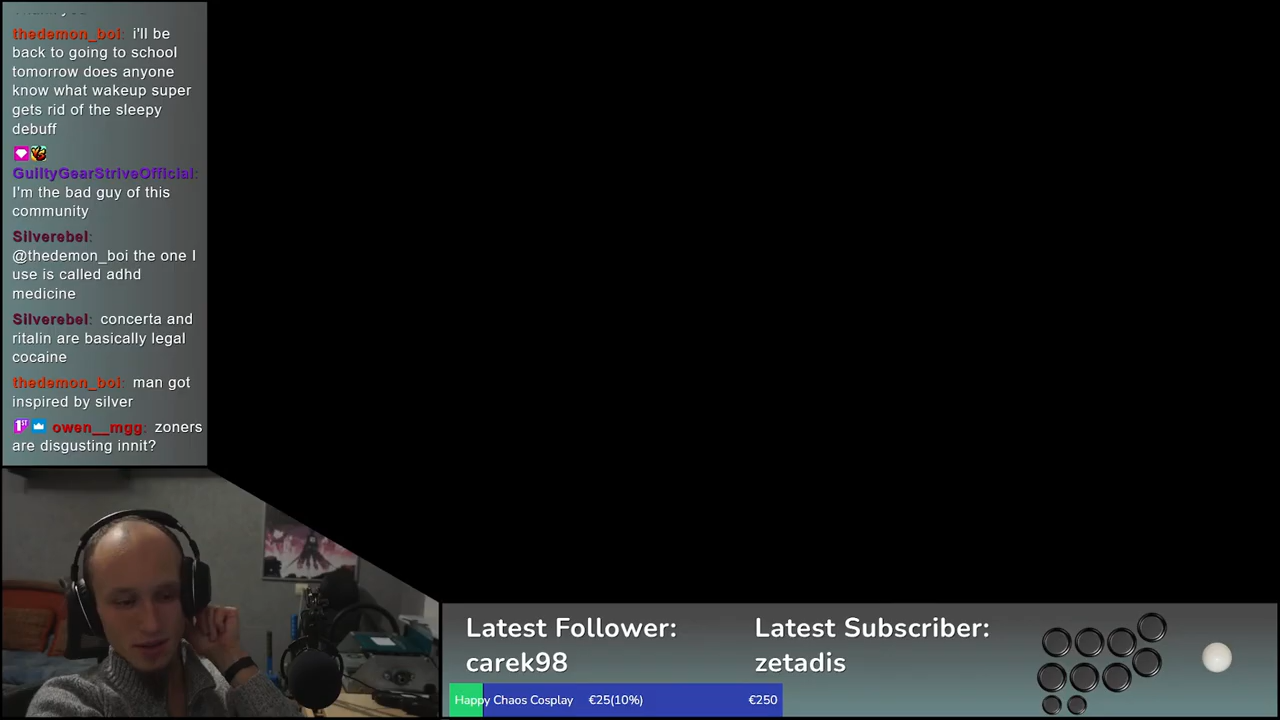 thedemon_boi: i'll be
back to going to school
tomorrow does anyone
know what wakeup super
gets rid of the sleepy
debuff
GuiltyGearStriveOfficial:
I'm the bad guy of this
community
Silverebel:
@thedemon_boi the one I
use is called adhd
medicine
Silverebel: concerta and
ritalin are basically legal
cocaine
thedemon_boi: man got
inspired by silver
1ST owen__mgg: zoners
are disgusting innit?
Latest Follower:
carek98
Latest Subscriber:
zetadis
Happy Chaos Cosplay €25(10%) €250